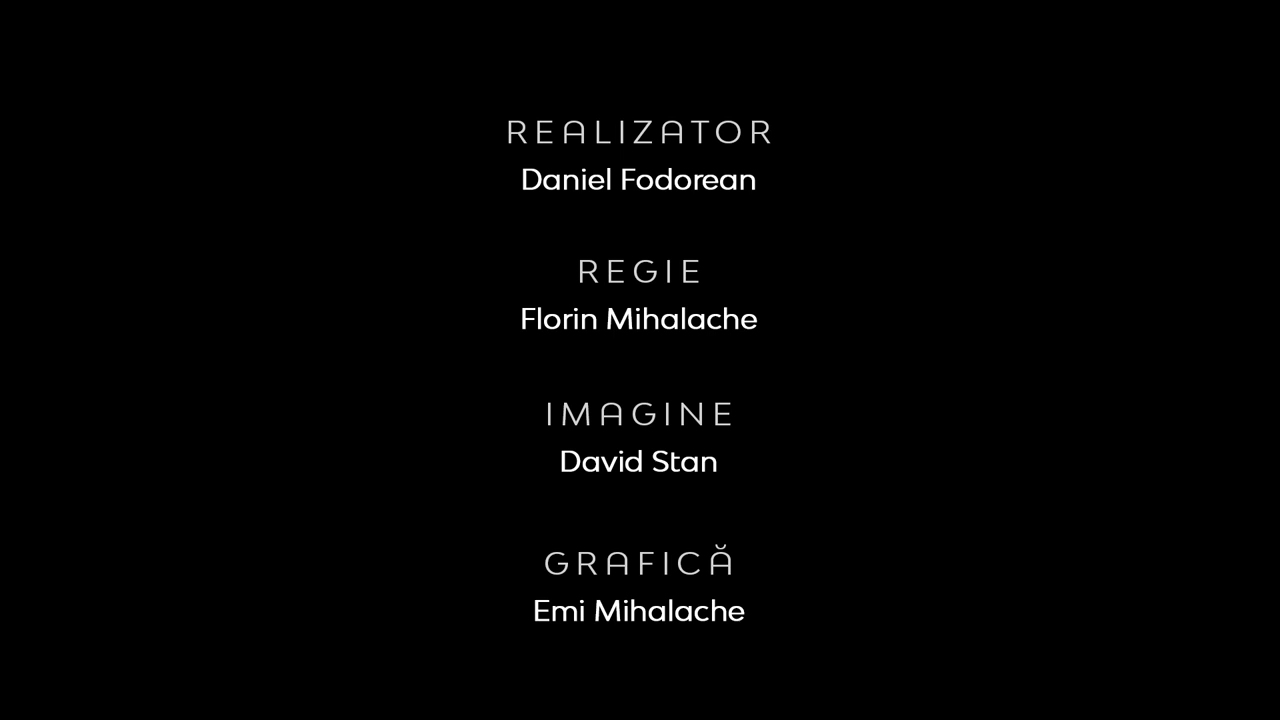 REALIZATOR
Daniel Fodorean
REGIE
Florin Mihalache
IMAGINE
David Stan
GRAFICĂ
Emi Mihalache